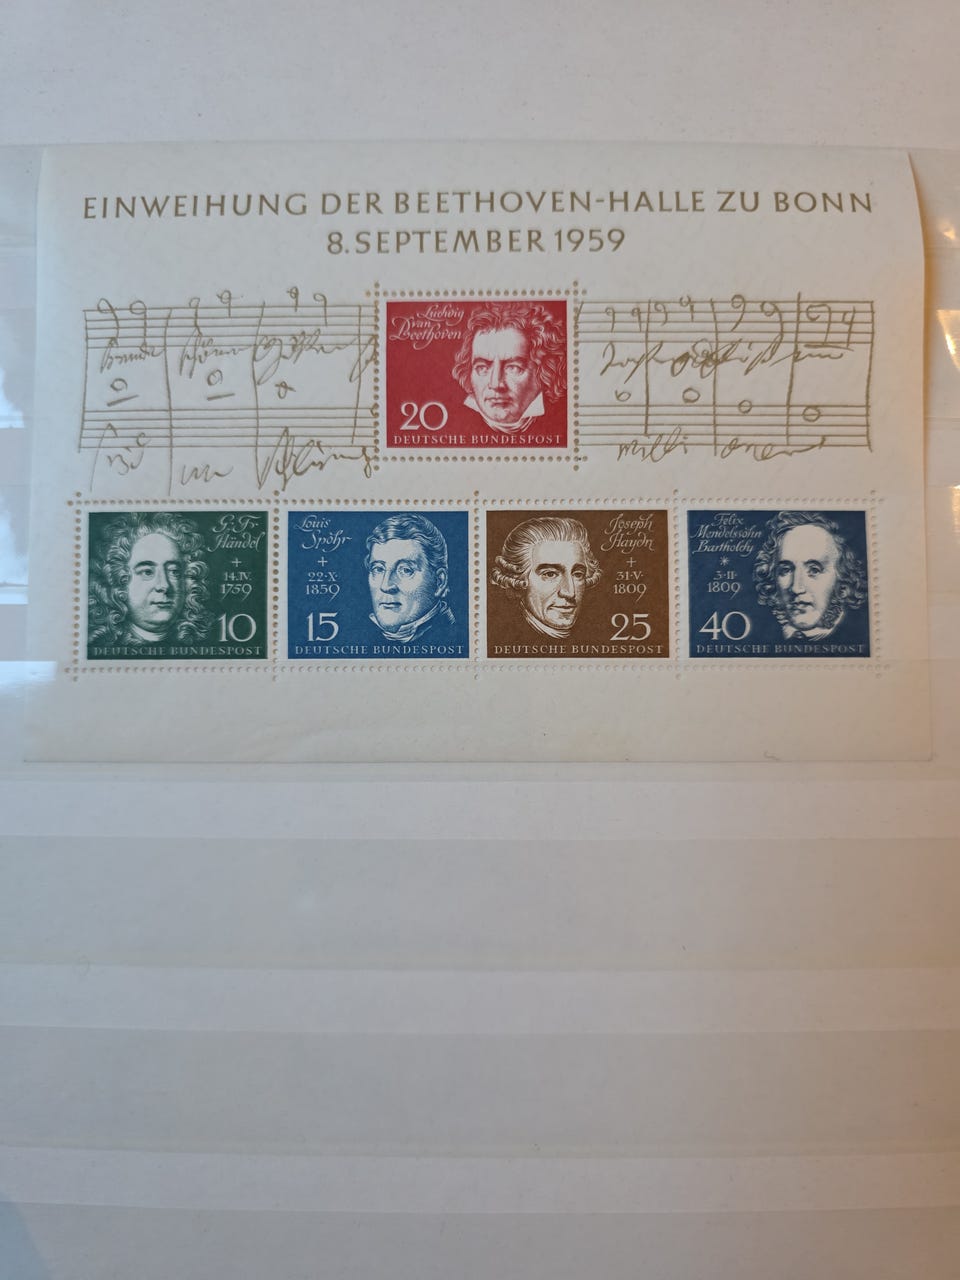 EINWEIHUNG DER BEETHOVEN-HALLE ZU BONN
8. SEPTEMBER 1959
Ludwig
van
Beethoven
20
DEUTSCHE BUNDESPOST
G. Fr.
Händel
+
14.IV.
1759
10
DEUTSCHE BUNDESPOST
Louis
Spohr
+
22·X·
1859
15
DEUTSCHE BUNDESPOST
Joseph
Haydn
+
31·V·
1809
25
DEUTSCHE BUNDESPOST
Felix
Mendelssohn
Bartholdy
*
3·II·
1809
40
DEUTSCHE BUNDESPOST